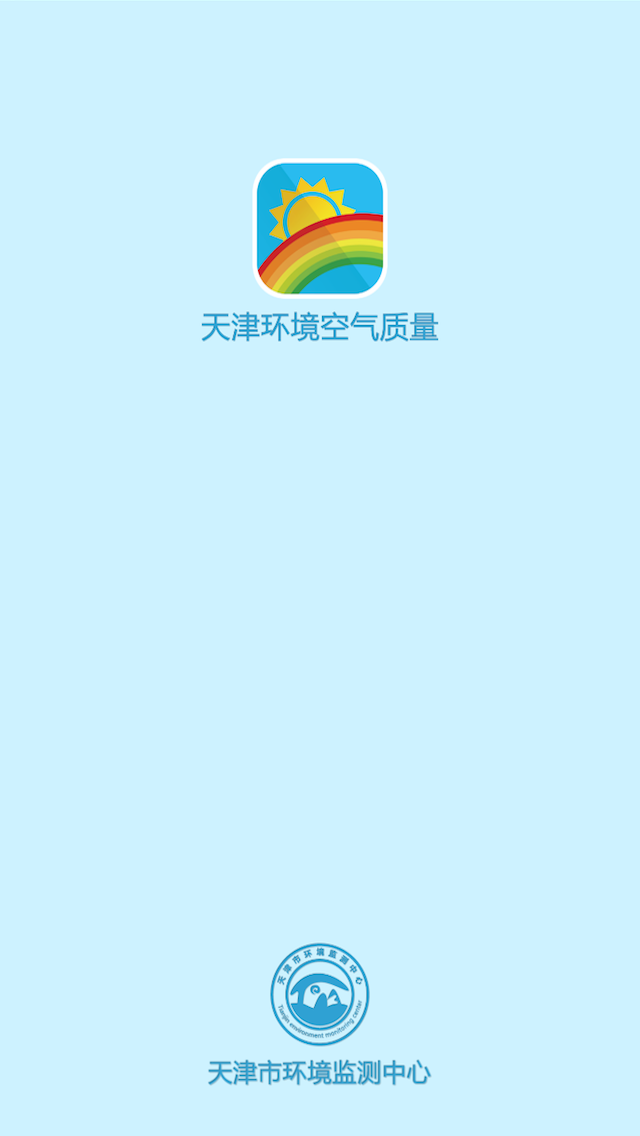 天津环境空气质量
天津市环境监测中心
Tianjin environment monitoring center
天津市环境监测中心